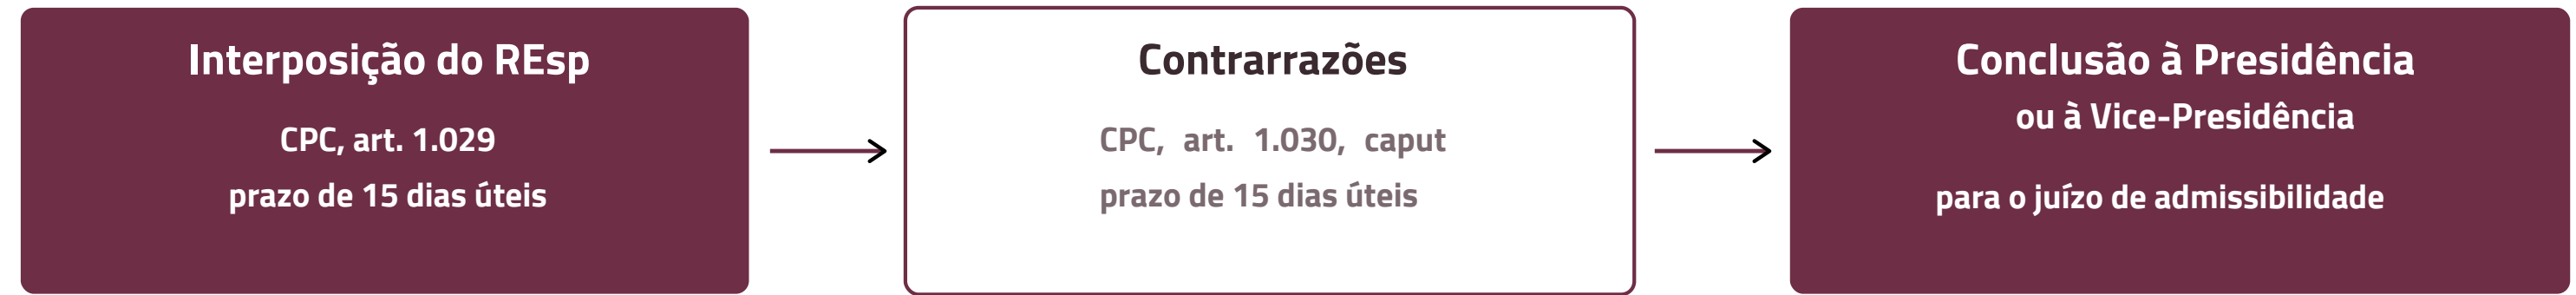 Interposição do REsp
CPC, art. 1.029
prazo de 15 dias úteis
Contrarrazões
CPC, art. 1.030, caput
prazo de 15 dias úteis
Conclusão à Presidência
ou à Vice-Presidência
para o juízo de admissibilidade